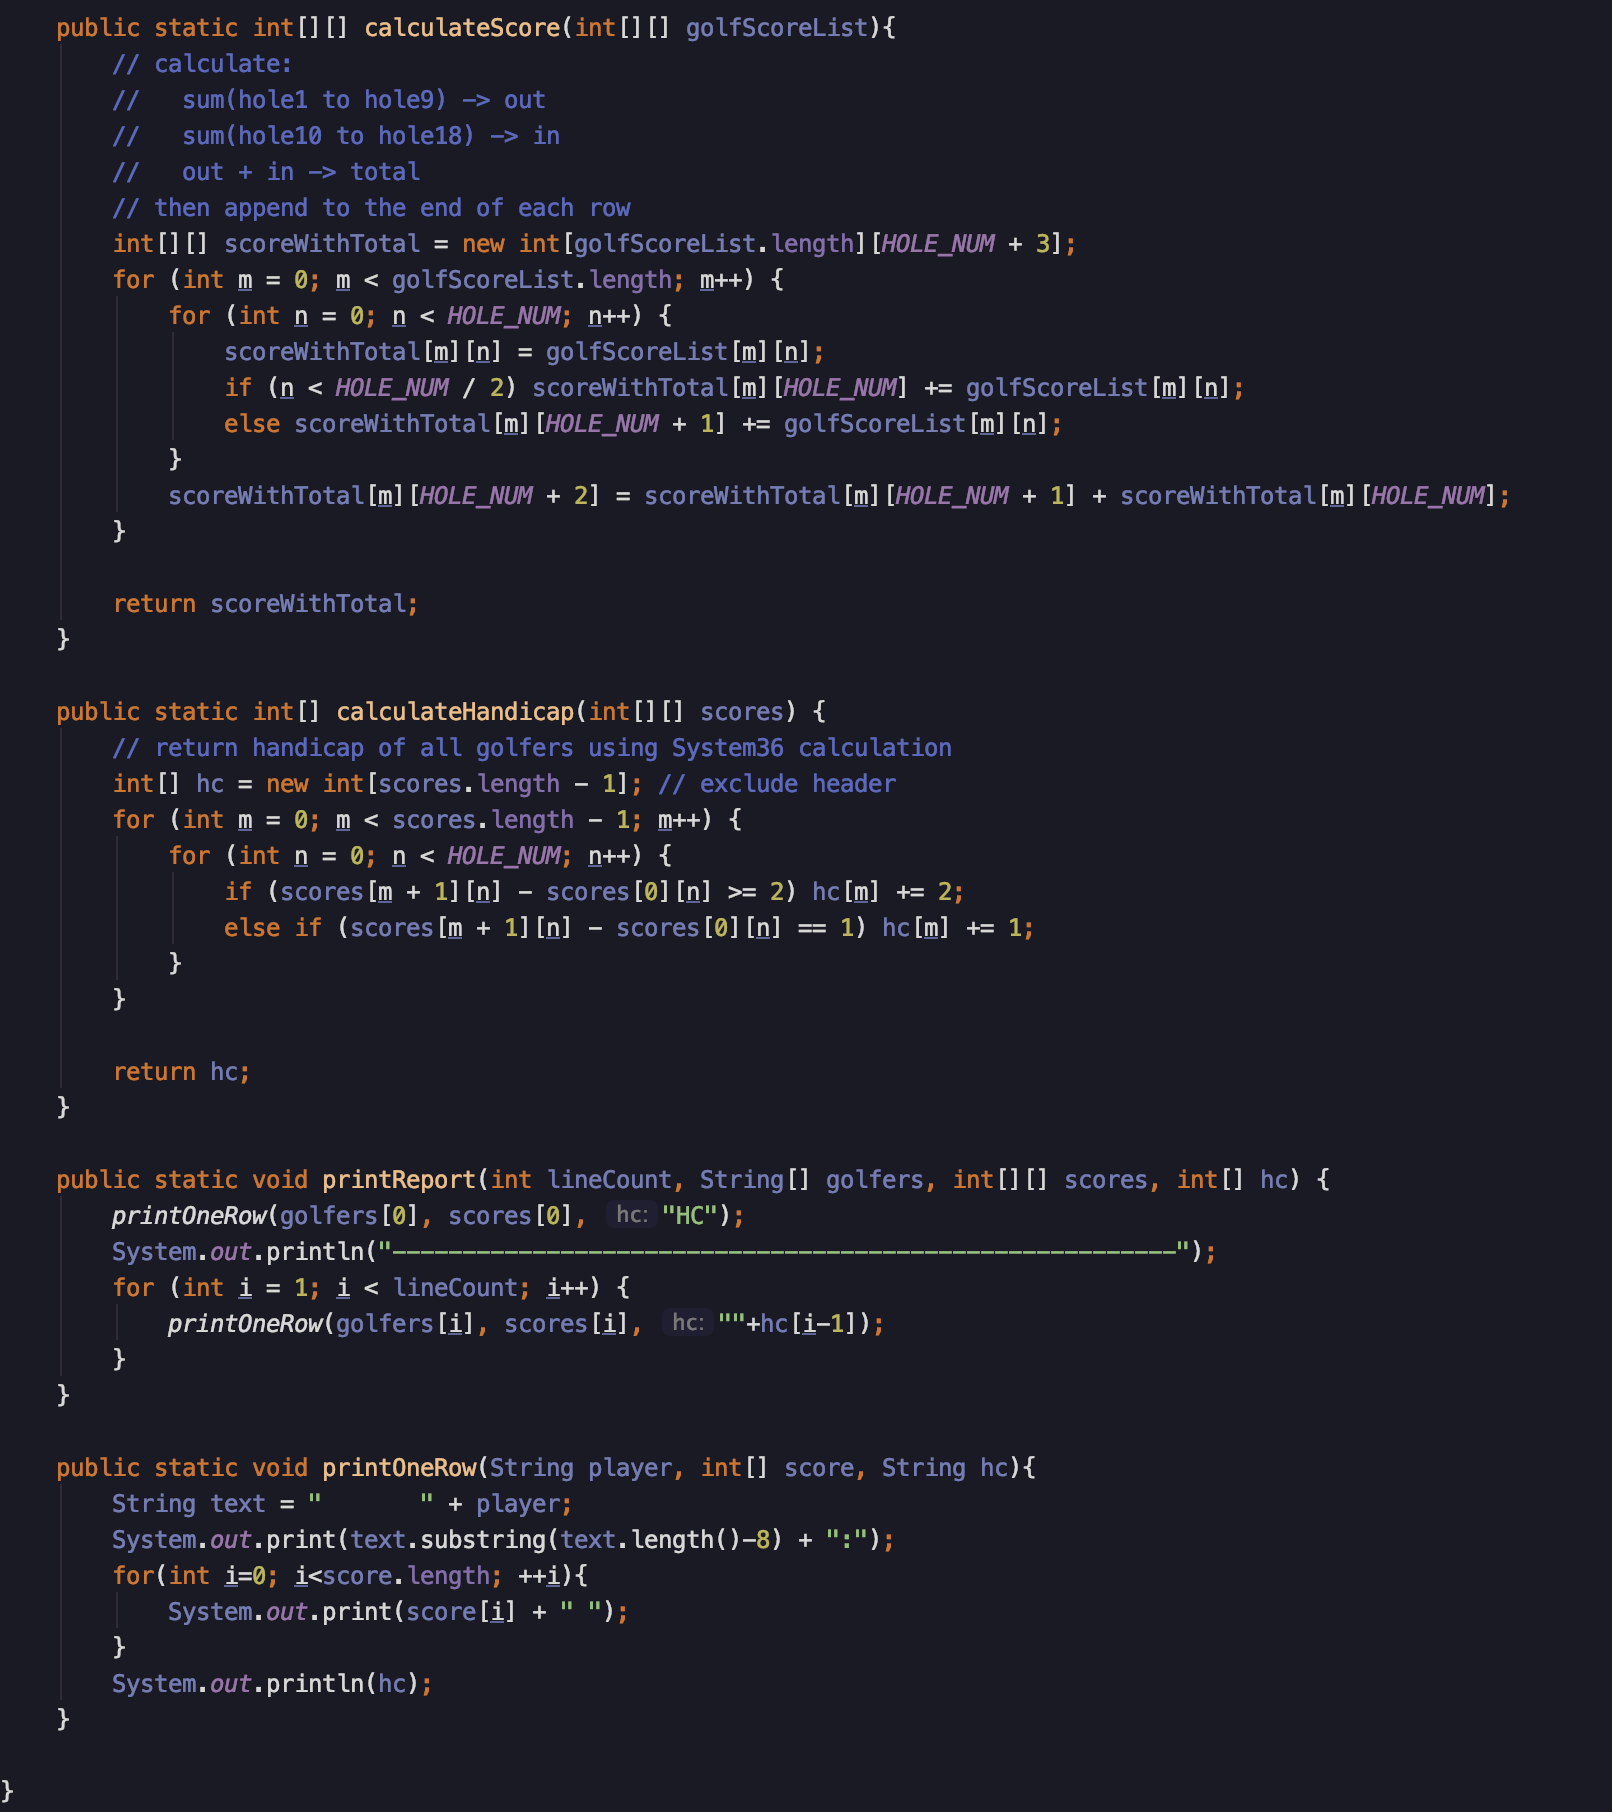 public static int[][] calculateScore(int[][] golfScoreList){
// calculate:
//   sum(hole1 to hole9) -> out
//   sum(hole10 to hole18) -> in
//   out + in -> total
// then append to the end of each row
int[][] scoreWithTotal = new int[golfScoreList.length][HOLE_NUM + 3];
for (int m = 0; m < golfScoreList.length; m++) {
for (int n = 0; n < HOLE_NUM; n++) {
scoreWithTotal[m][n] = golfScoreList[m][n];
if (n < HOLE_NUM / 2) scoreWithTotal[m][HOLE_NUM] += golfScoreList[m][n];
else scoreWithTotal[m][HOLE_NUM + 1] += golfScoreList[m][n];
}
scoreWithTotal[m][HOLE_NUM + 2] = scoreWithTotal[m][HOLE_NUM + 1] + scoreWithTotal[m][HOLE_NUM];
}
return scoreWithTotal;
}
public static int[] calculateHandicap(int[][] scores) {
// return handicap of all golfers using System36 calculation
int[] hc = new int[scores.length - 1]; // exclude header
for (int m = 0; m < scores.length - 1; m++) {
for (int n = 0; n < HOLE_NUM; n++) {
if (scores[m + 1][n] - scores[0][n] >= 2) hc[m] += 2;
else if (scores[m + 1][n] - scores[0][n] == 1) hc[m] += 1;
}
}
return hc;
}
public static void printReport(int lineCount, String[] golfers, int[][] scores, int[] hc) {
printOneRow(golfers[0], scores[0], hc: "HC");
System.out.println("--------------------------------------------------------");
for (int i = 1; i < lineCount; i++) {
printOneRow(golfers[i], scores[i], hc: ""+hc[i-1]);
}
}
public static void printOneRow(String player, int[] score, String hc){
String text = "       " + player;
System.out.print(text.substring(text.length()-8) + ":");
for(int i=0; i<score.length; ++i){
System.out.print(score[i] + " ");
}
System.out.println(hc);
}
}